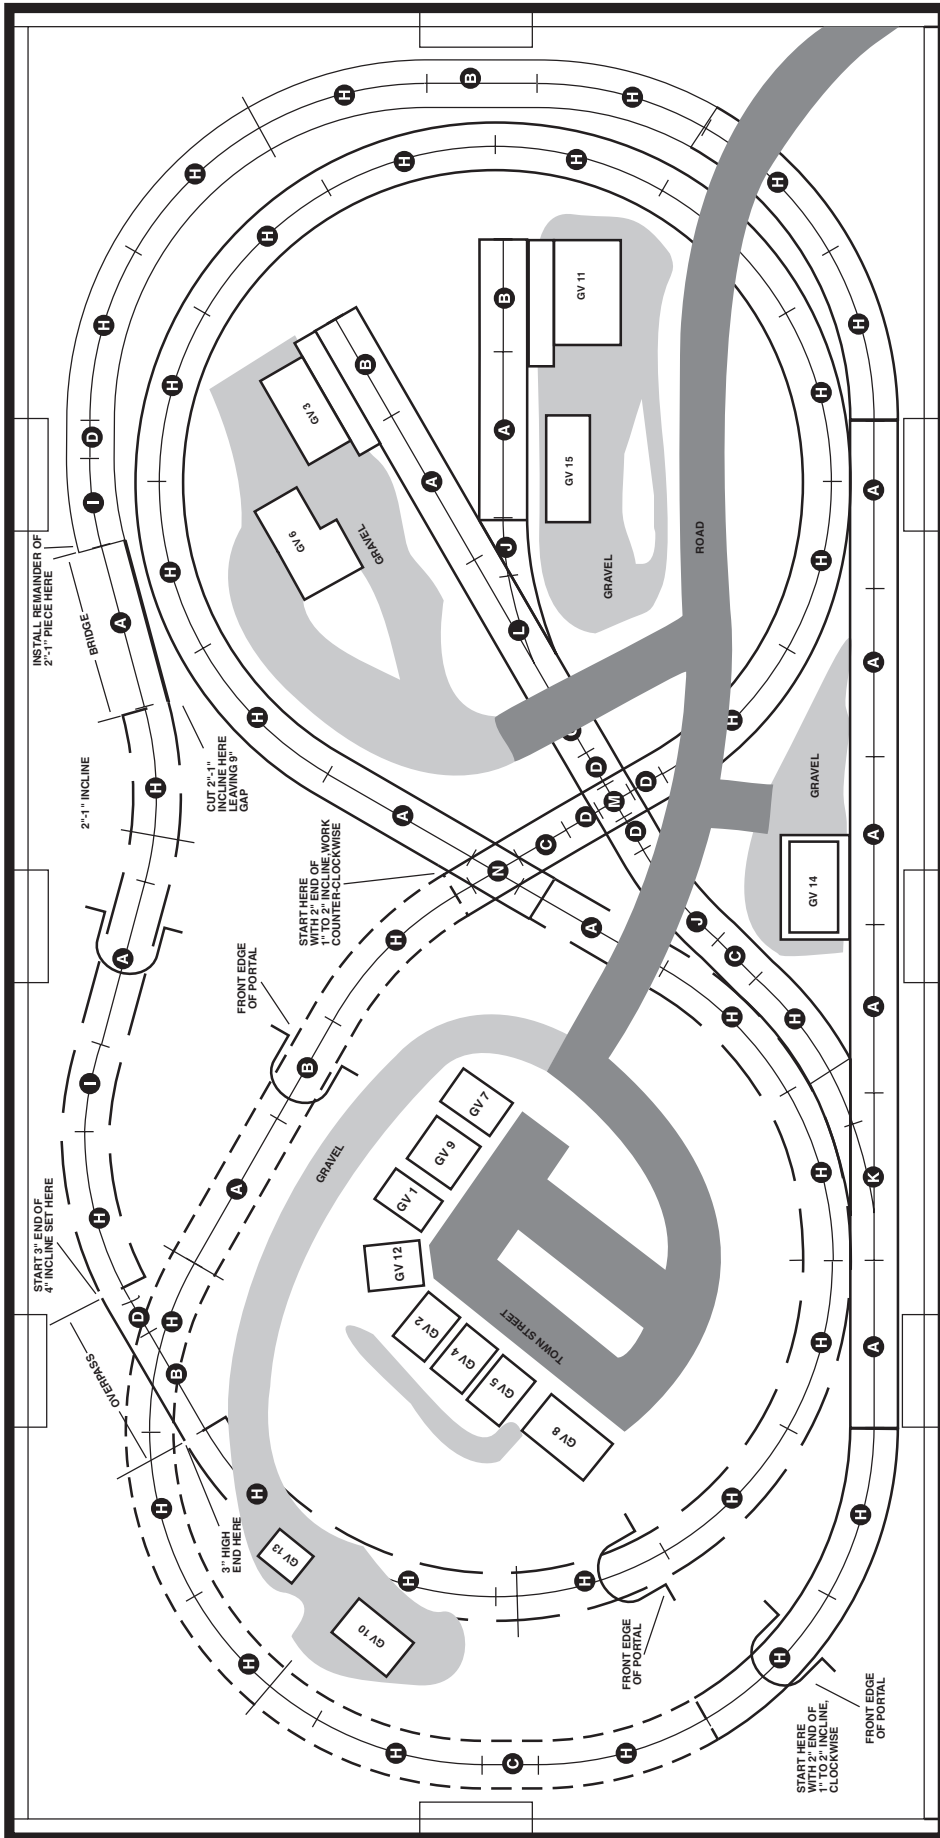 INSTALL REMAINDER OF
2"-1" PIECE HERE
BRIDGE
2"-1" INCLINE
CUT 2"-1"
INCLINE HERE
LEAVING 9"
GAP
START HERE
WITH 2" END OF
1" TO 2" INCLINE, WORK
COUNTER-CLOCKWISE
FRONT EDGE
OF PORTAL
START 3" END OF
4" INCLINE SET HERE
OVERPASS
3" HIGH
END HERE
FRONT EDGE
OF PORTAL
START HERE
WITH 2" END OF
1" TO 2" INCLINE,
CLOCKWISE
FRONT EDGE
OF PORTAL
GRAVEL
GRAVEL
GRAVEL
GRAVEL
ROAD
TOWN STREET
GV 3
GV 6
GV 11
GV 15
GV 14
GV 7
GV 9
GV 1
GV 12
GV 2
GV 4
GV 5
GV 8
GV 13
GV 10
B
H
H
H
H
H
H
H
D
I
A
H
A
I
H
D
B
H
H
H
H
H
H
H
H
H
B
A
B
A
J
L
H
H
H
A
N
C
D
M
D
D
D
H
A
H
B
A
H
H
H
H
C
H
H
H
J
C
H
H
H
H
H
H
H
A
A
A
A
K
A